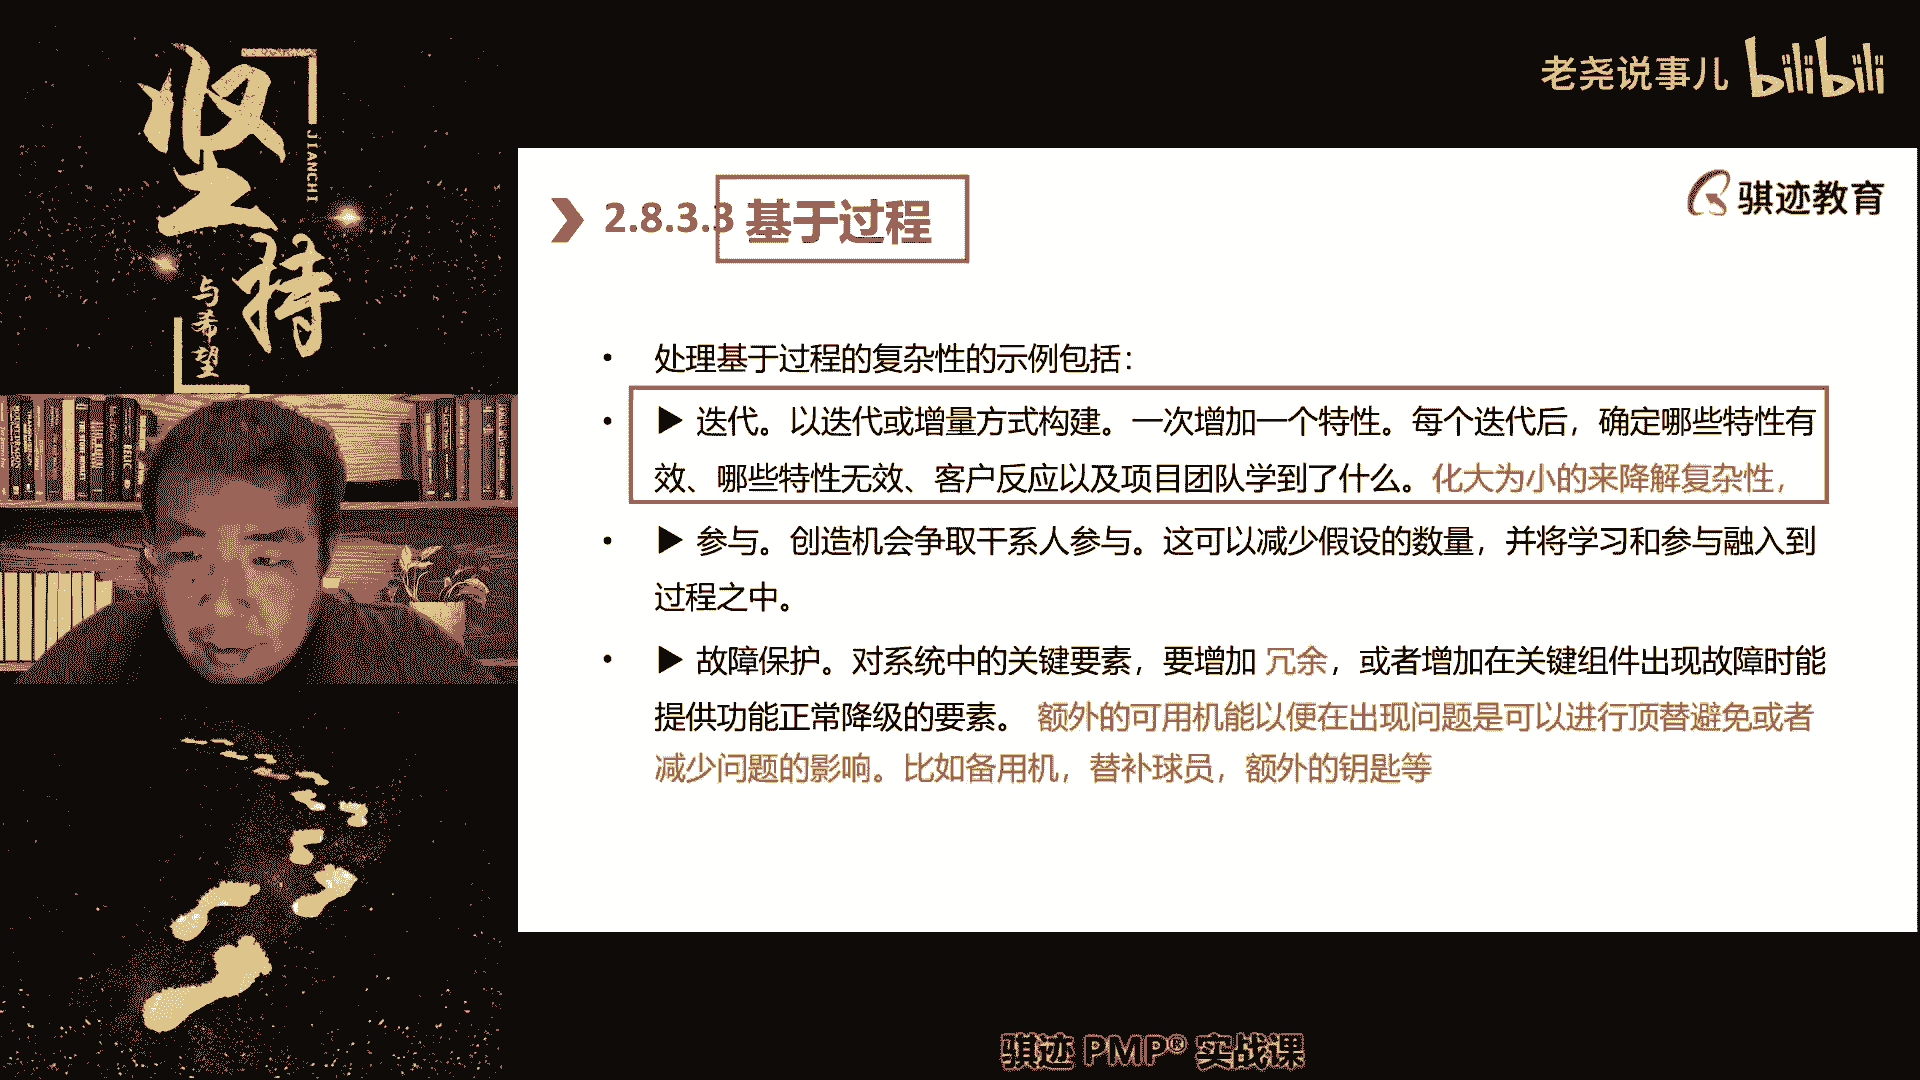 坚持
JIANCHI
与希望
老尧说事儿 bilibili
骐迹教育
2.8.3.3 基于过程
• 处理基于过程的复杂性的示例包括：
• ▶ 迭代。以迭代或增量方式构建。一次增加一个特性。每个迭代后，确定哪些特性有
效、哪些特性无效、客户反应以及项目团队学到了什么。化大为小的来降解复杂性，
• ▶ 参与。创造机会争取干系人参与。这可以减少假设的数量，并将学习和参与融入到
过程之中。
• ▶ 故障保护。对系统中的关键要素，要增加 冗余，或者增加在关键组件出现故障时能
提供功能正常降级的要素。 额外的可用机能以便在出现问题是可以进行顶替避免或者
减少问题的影响。比如备用机，替补球员，额外的钥匙等
骐迹 PMP® 实战课